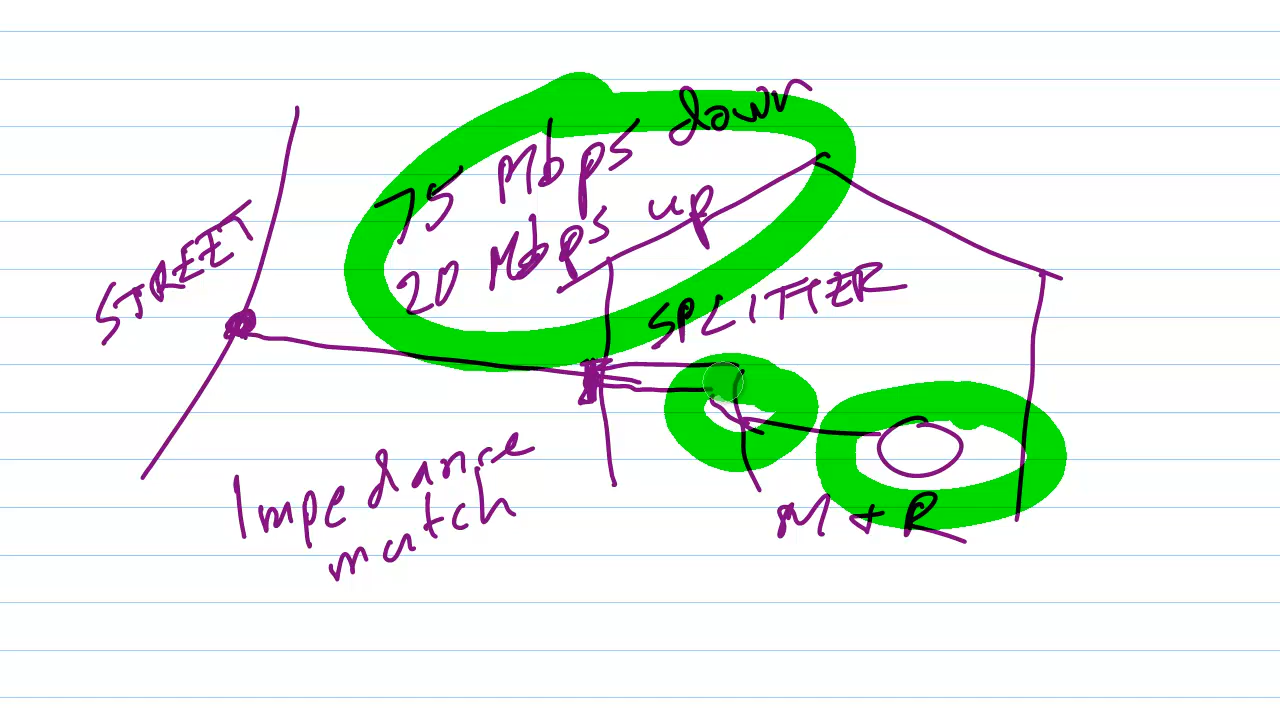 75 Mbps down
20 Mbps up
STREET
SPLITTER
Impedance
match
M + R